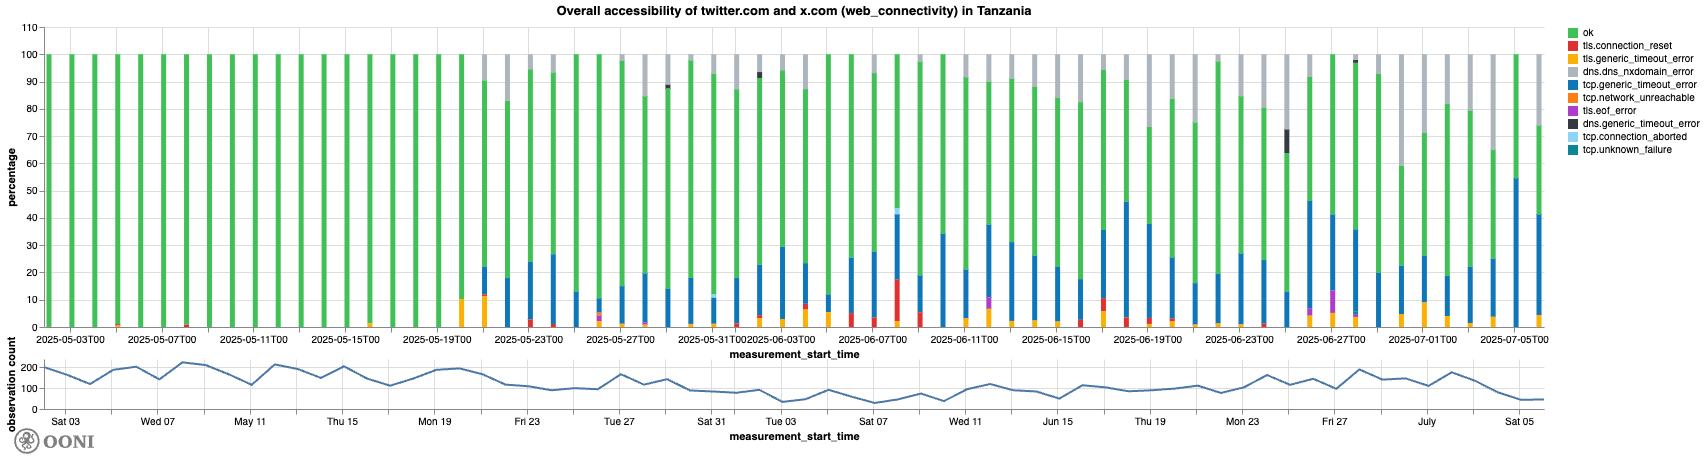 Overall accessibility of twitter.com and x.com (web_connectivity) in Tanzania
110
100
90
80
70
60
50
40
30
20
10
0
percentage
2025-05-03T00 2025-05-07T00 2025-05-11T00 2025-05-15T00 2025-05-19T00 2025-05-23T00 2025-05-27T00 2025-05-31T00 2025-06-03T00 2025-06-07T00 2025-06-11T00 2025-06-15T00 2025-06-19T00 2025-06-23T00 2025-06-27T00 2025-07-01T00 2025-07-05T00
measurement_start_time
ok
tls.connection_reset
tls.generic_timeout_error
dns.dns_nxdomain_error
tcp.generic_timeout_error
tcp.network_unreachable
tls.eof_error
dns.generic_timeout_error
tcp.connection_aborted
tcp.unknown_failure
observation count
200
100
0
Sat 03 Wed 07 May 11 Thu 15 Mon 19 Fri 23 Tue 27 Sat 31 Tue 03 Sat 07 Wed 11 Jun 15 Thu 19 Mon 23 Fri 27 July Sat 05
measurement_start_time
OONI